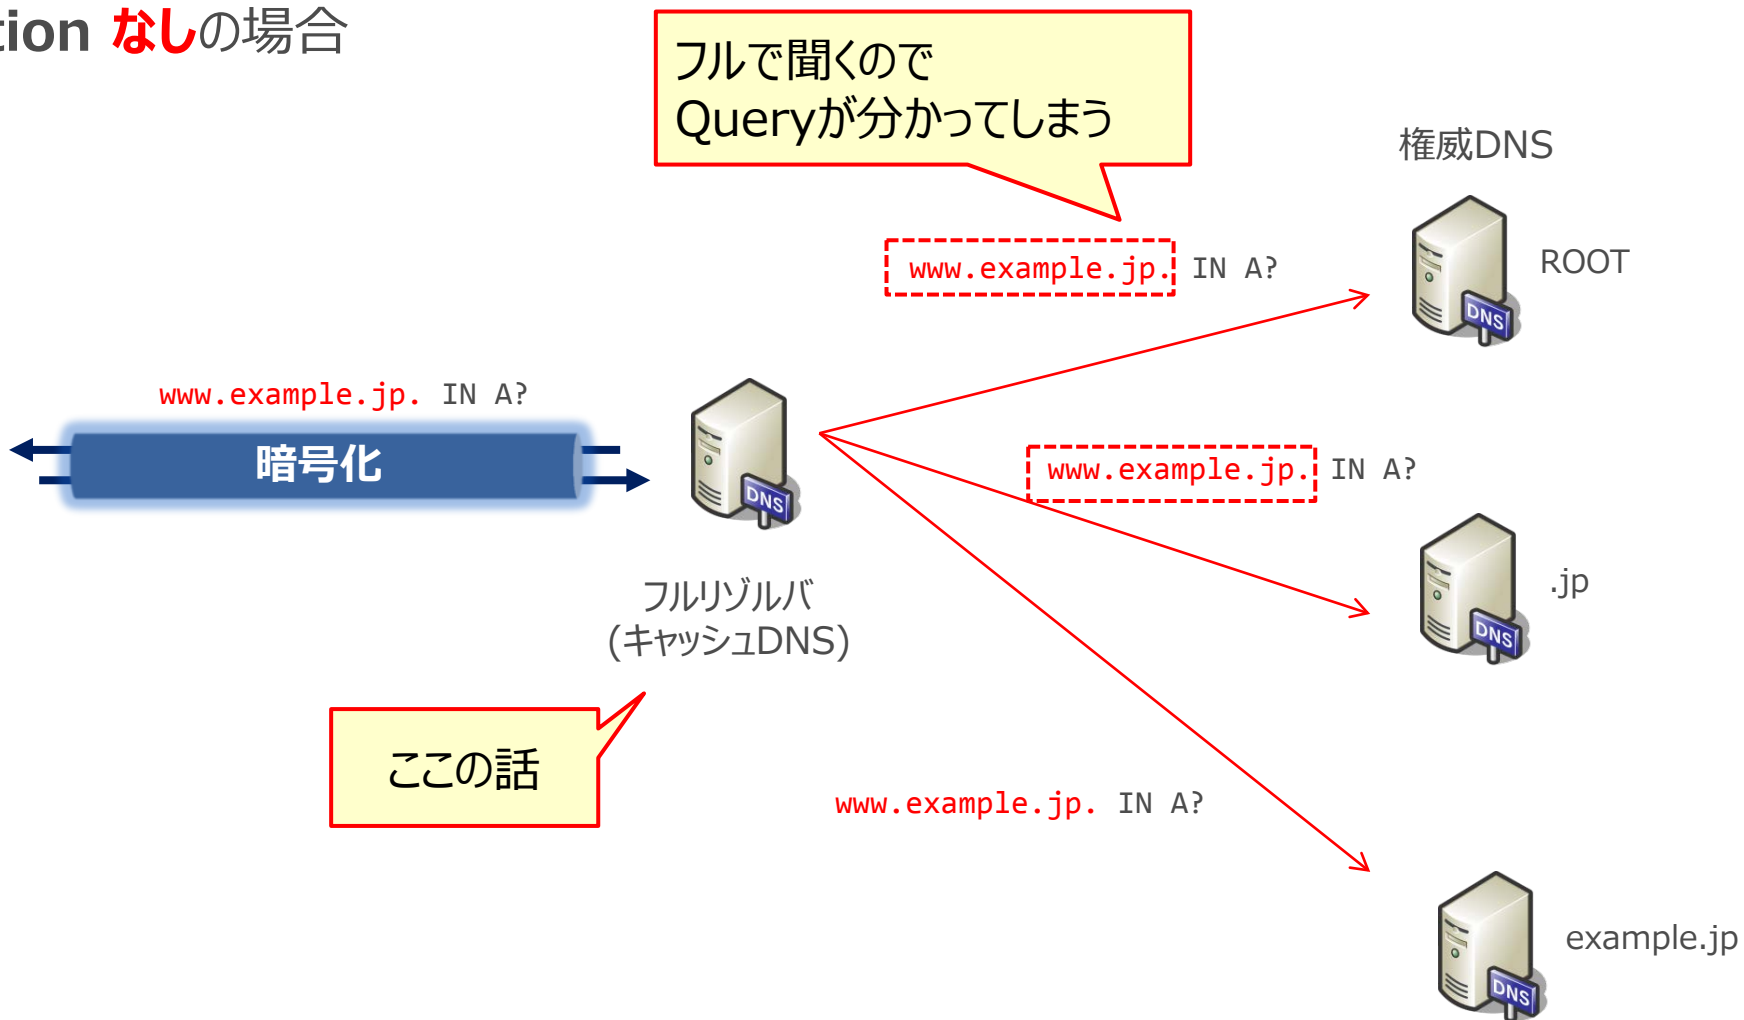 tion なしの場合
フルで聞くので
Queryが分かってしまう
権威DNS
www.example.jp. IN A?
ROOT
DNS
www.example.jp. IN A?
暗号化
DNS
www.example.jp. IN A?
フルリゾルバ
(キャッシュDNS)
.jp
DNS
ここの話
www.example.jp. IN A?
example.jp
DNS